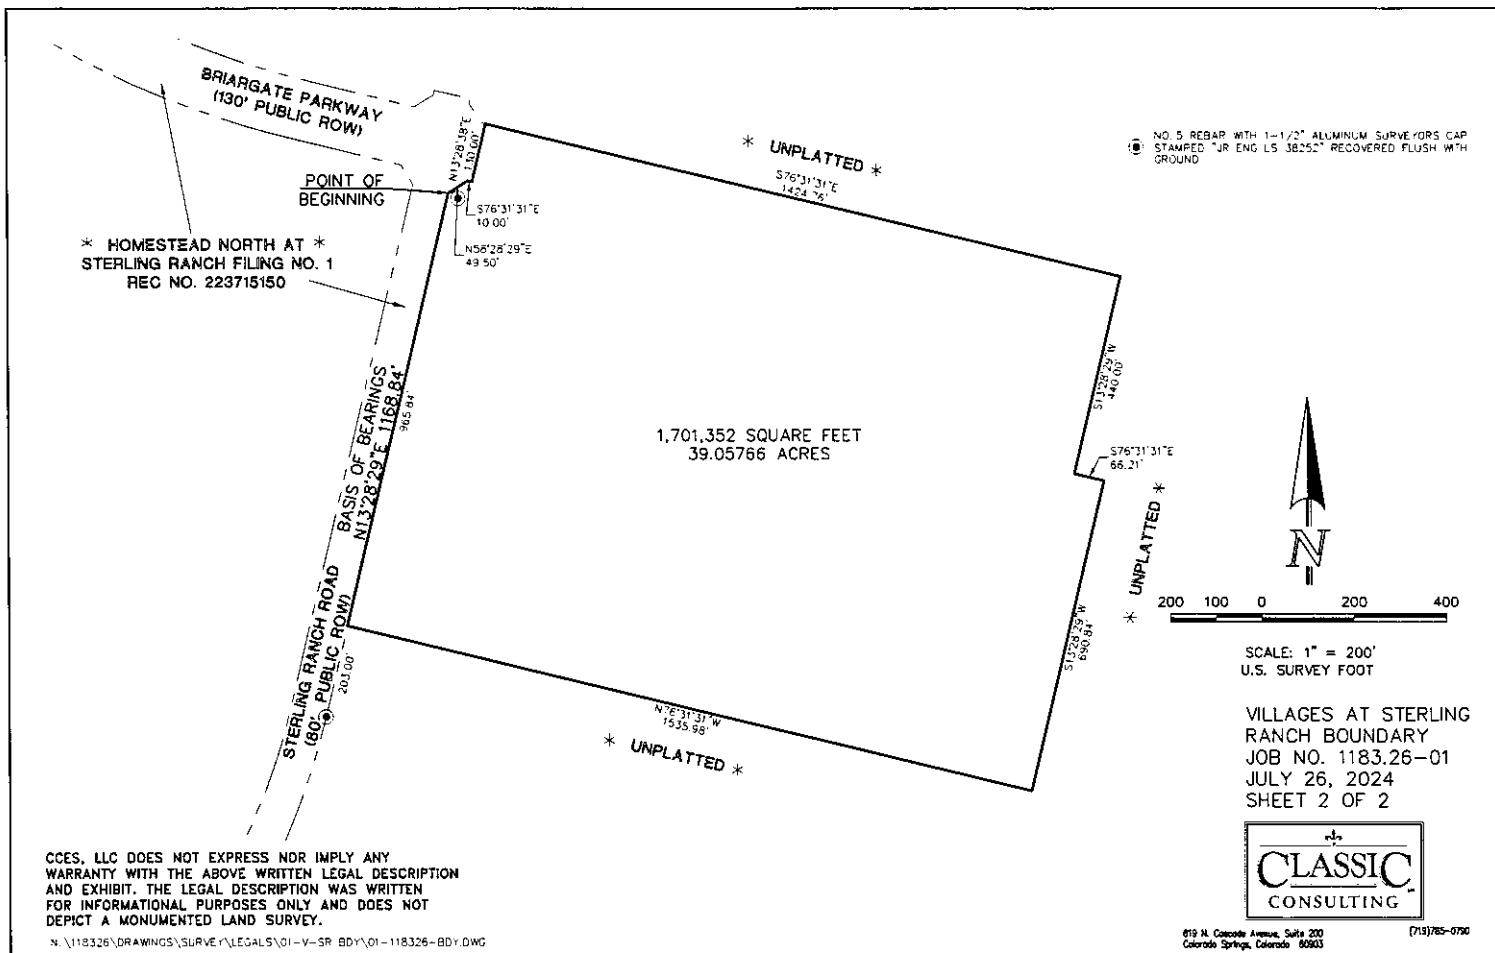 BRIARGATE PARKWAY
(130' PUBLIC ROW)
N13°28'38"E
130.00'
POINT OF
BEGINNING
S76°31'31"E
10.00'
N58°28'29"E
49.50'
* HOMESTEAD NORTH AT *
STERLING RANCH FILING NO. 1
REC NO. 223715150
* UNPLATTED *
S76°31'31"E
1424.76'
NO. 5 REBAR WITH 1-1/2" ALUMINUM SURVEYORS CAP
STAMPED "JR ENG LS 38252" RECOVERED FLUSH WITH
GROUND
S13°28'29"W
440.00'
S76°31'31"E
66.21'
* UNPLATTED *
S13°28'29"W
690.84'
BASIS OF BEARINGS
N13°28'29"E 1168.84'
965.84'
1,701,352 SQUARE FEET
39.05766 ACRES
STERLING RANCH ROAD
(80' PUBLIC ROW)
203.00'
N76°31'31"W
1535.98'
* UNPLATTED *
N
200 100 0 200 400
SCALE: 1" = 200'
U.S. SURVEY FOOT
VILLAGES AT STERLING
RANCH BOUNDARY
JOB NO. 1183.26-01
JULY 26, 2024
SHEET 2 OF 2
CLASSIC
CONSULTING
619 N. Cascade Avenue, Suite 200
Colorado Springs, Colorado 80903
(719)785-0790
CCES, LLC DOES NOT EXPRESS NOR IMPLY ANY
WARRANTY WITH THE ABOVE WRITTEN LEGAL DESCRIPTION
AND EXHIBIT. THE LEGAL DESCRIPTION WAS WRITTEN
FOR INFORMATIONAL PURPOSES ONLY AND DOES NOT
DEPICT A MONUMENTED LAND SURVEY.
N:\118326\DRAWINGS\SURVEY\LEGALS\01-V-SR BDY\01-118326-BDY.DWG